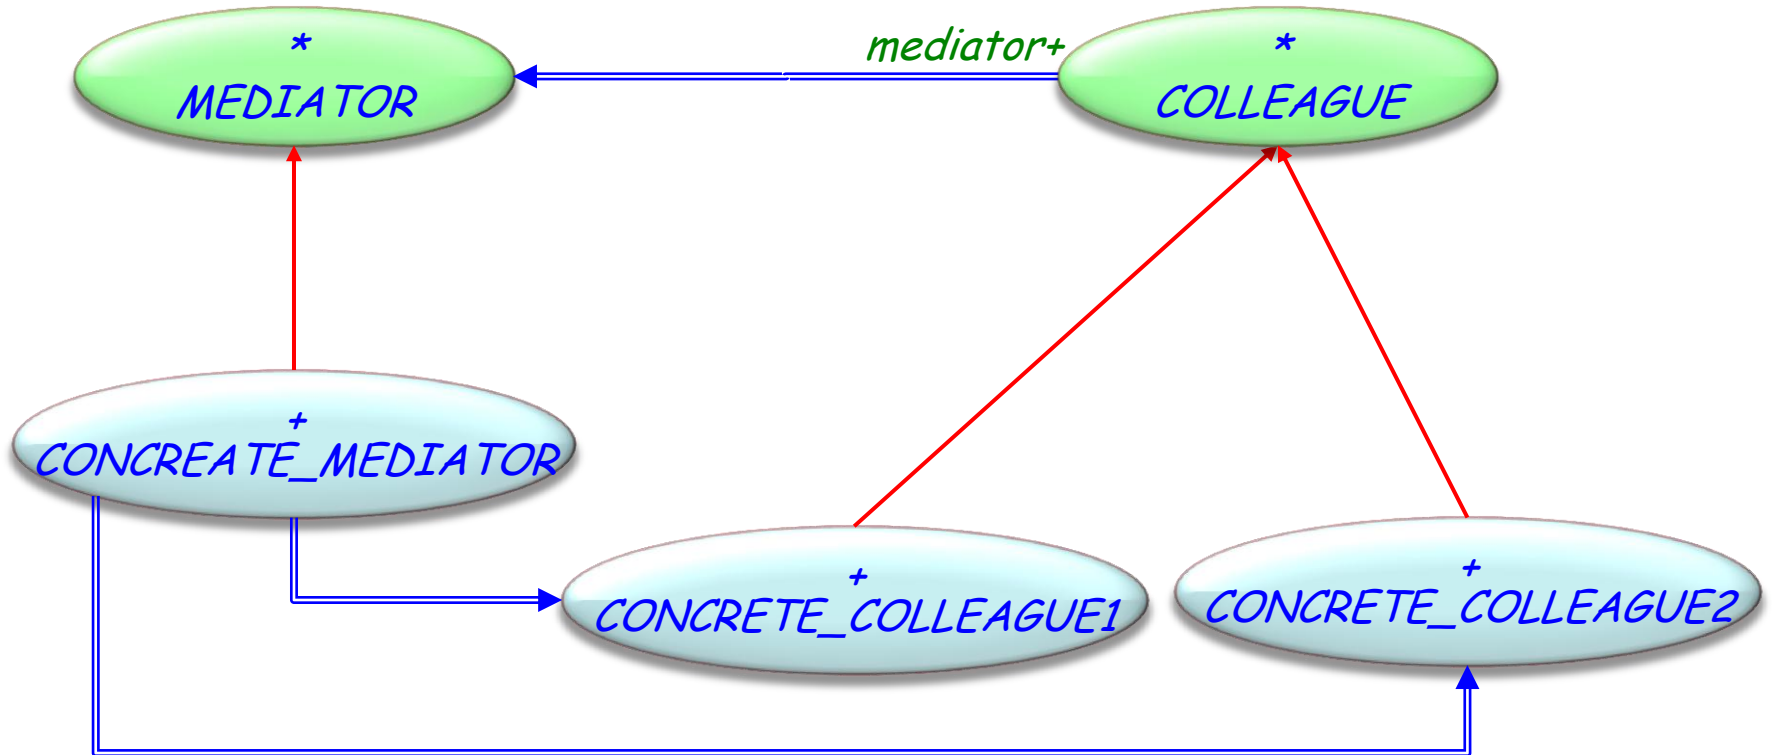 *
MEDIATOR
mediator+
*
COLLEAGUE
+
CONCREATE_MEDIATOR
+
CONCRETE_COLLEAGUE1
+
CONCRETE_COLLEAGUE2